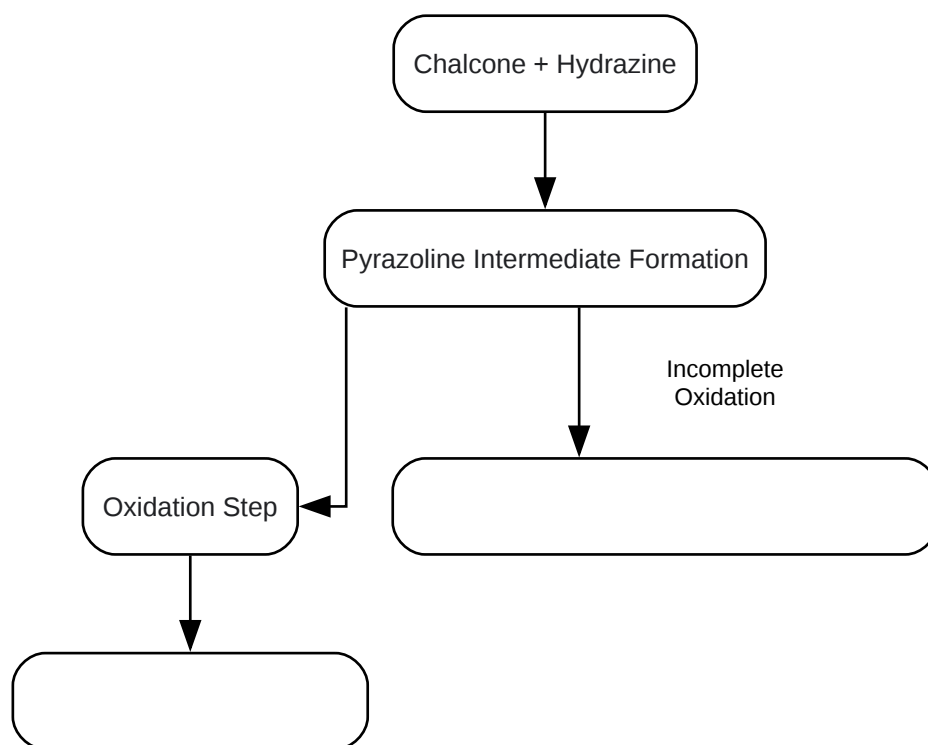 Chalcone + Hydrazine
Pyrazoline Intermediate Formation
Incomplete
Oxidation
Oxidation Step